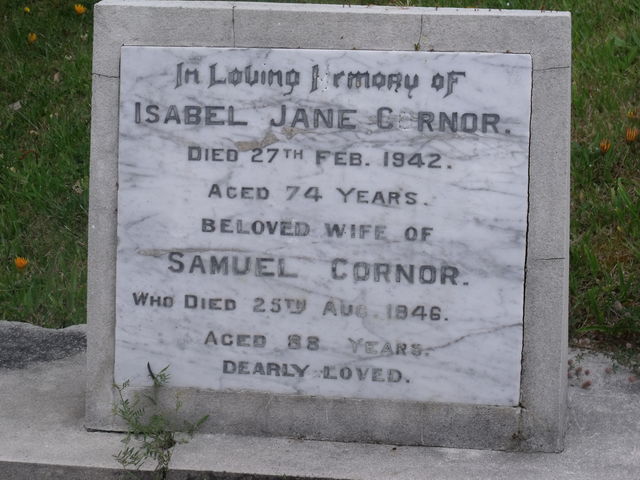 In Loving Memory of
ISABEL JANE CORNOR.
DIED 27TH FEB. 1942.
AGED 74 YEARS.
BELOVED WIFE OF
SAMUEL CORNOR.
WHO DIED 25TH AUG. 1946.
AGED 88 YEARS.
DEARLY LOVED.